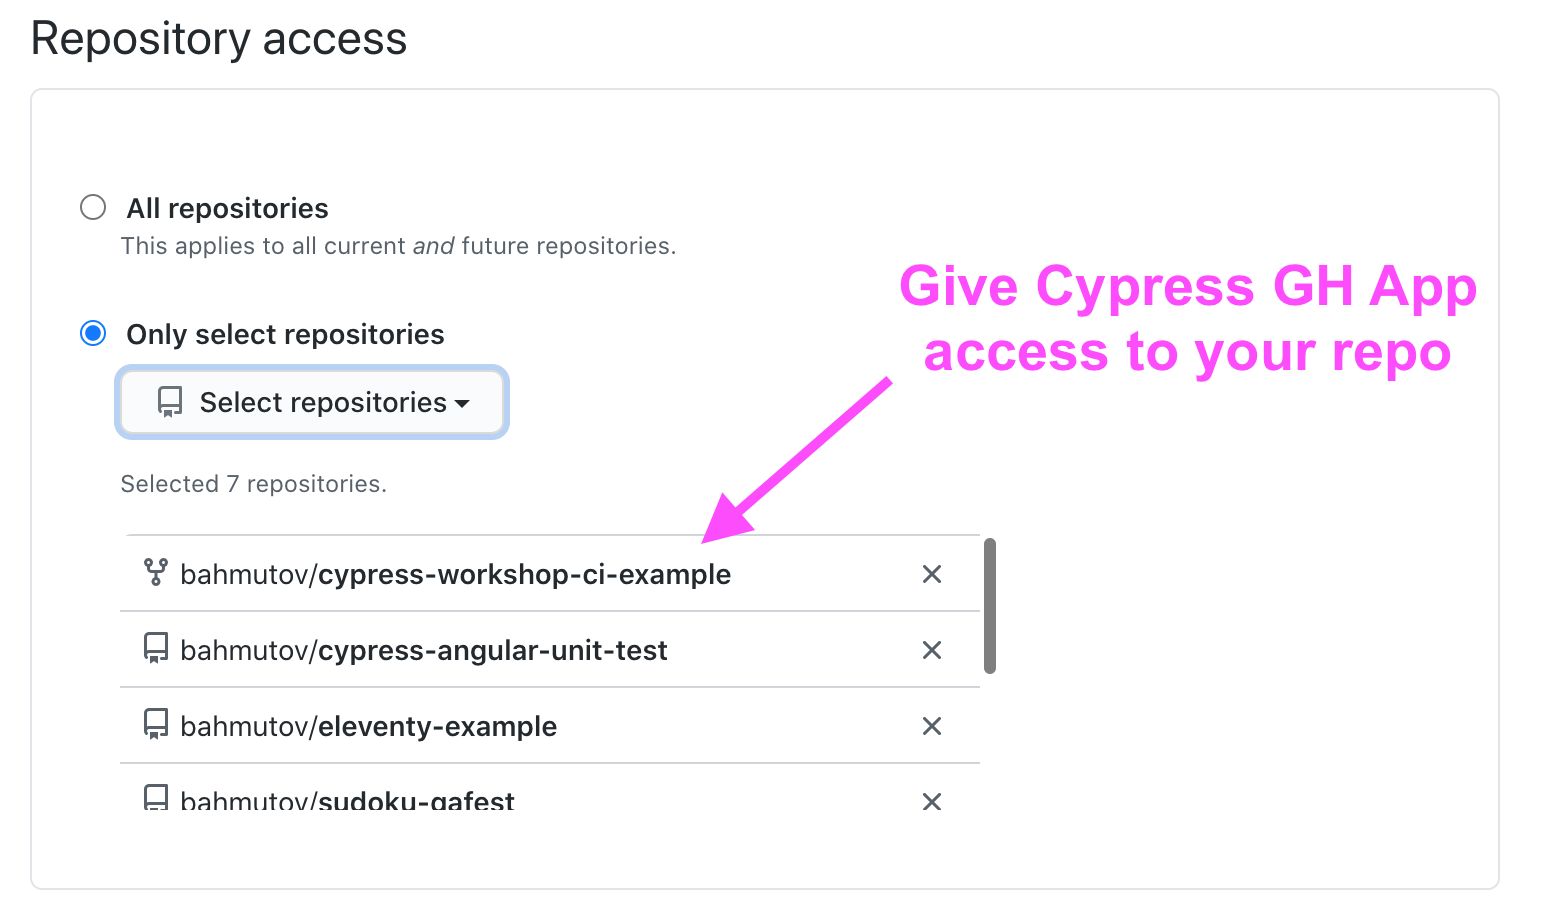 Repository access
All repositories
This applies to all current and future repositories.
Give Cypress GH App
access to your repo
Only select repositories
Select repositories
Selected 7 repositories.
bahmutov/cypress-workshop-ci-example
bahmutov/cypress-angular-unit-test
bahmutov/eleventy-example
bahmutov/sudoku-qafest